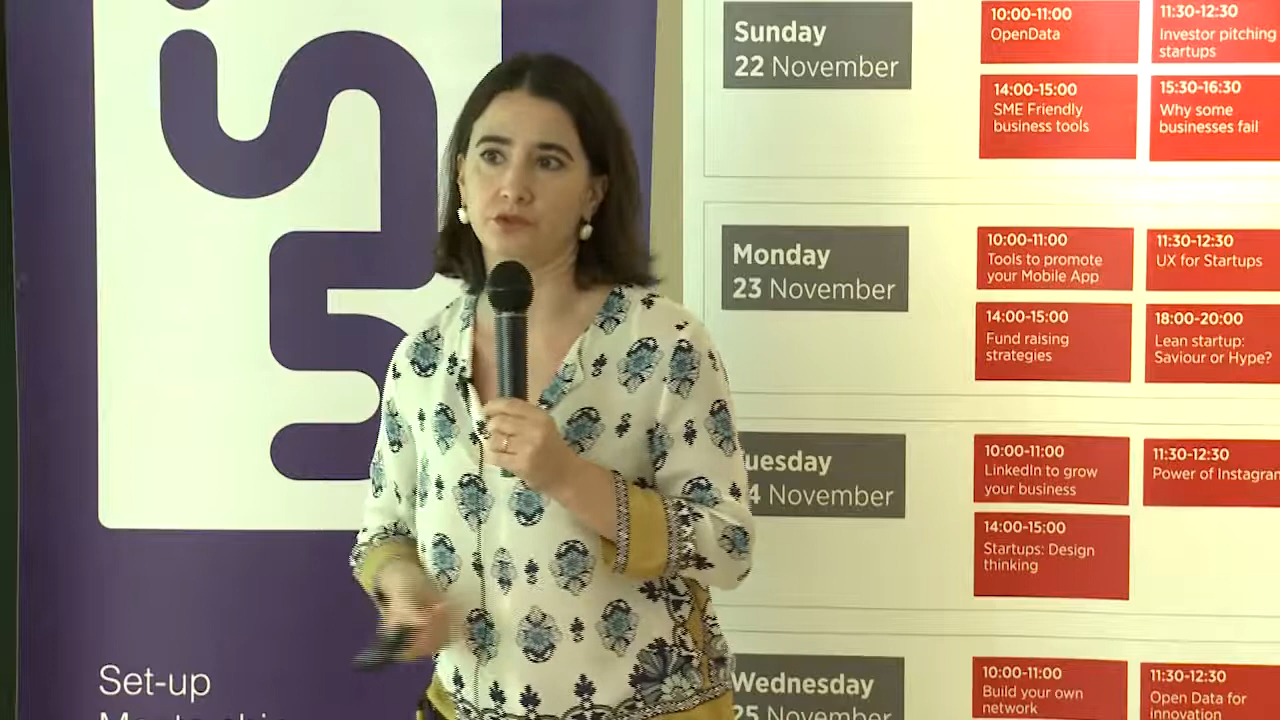 Sunday
22 November
10:00-11:00
OpenData
11:30-12:30
Investor pitching
startups
14:00-15:00
SME Friendly
business tools
15:30-16:30
Why some
businesses fail
Monday
23 November
10:00-11:00
Tools to promote
your Mobile App
11:30-12:30
UX for Startups
14:00-15:00
Fund raising
strategies
18:00-20:00
Lean startup:
Saviour or Hype?
uesday
4 November
10:00-11:00
LinkedIn to grow
your business
11:30-12:30
Power of Instagram
14:00-15:00
Startups: Design
thinking
Wednesday
25 November
10:00-11:00
Build your own
network
11:30-12:30
Open Data for
innovation
Set-up